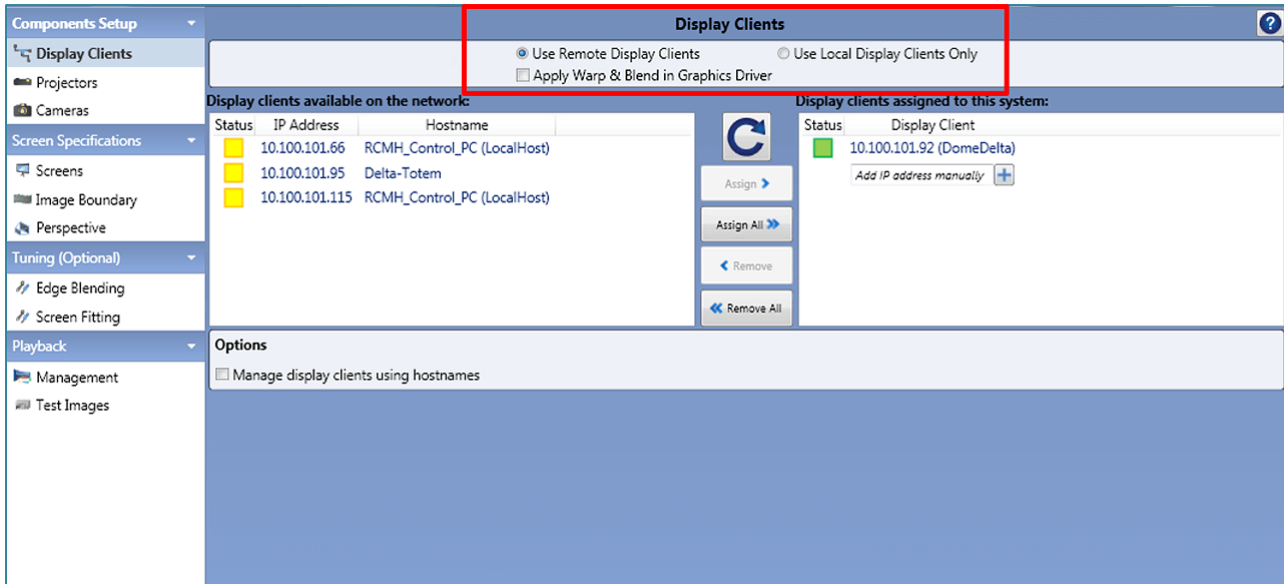 Components Setup
Display Clients
Projectors
Cameras
Screen Specifications
Screens
Image Boundary
Perspective
Tuning (Optional)
Edge Blending
Screen Fitting
Playback
Management
Test Images
Display Clients
?
Use Remote Display Clients Use Local Display Clients Only
Apply Warp & Blend in Graphics Driver
Display clients available on the network:
Status IP Address Hostname
10.100.101.66 RCMH_Control_PC (LocalHost)
10.100.101.95 Delta-Totem
10.100.101.115 RCMH_Control_PC (LocalHost)
Assign
Assign All
Remove
Remove All
Display clients assigned to this system:
Status Display Client
10.100.101.92 (DomeDelta)
Add IP address manually
Options
Manage display clients using hostnames